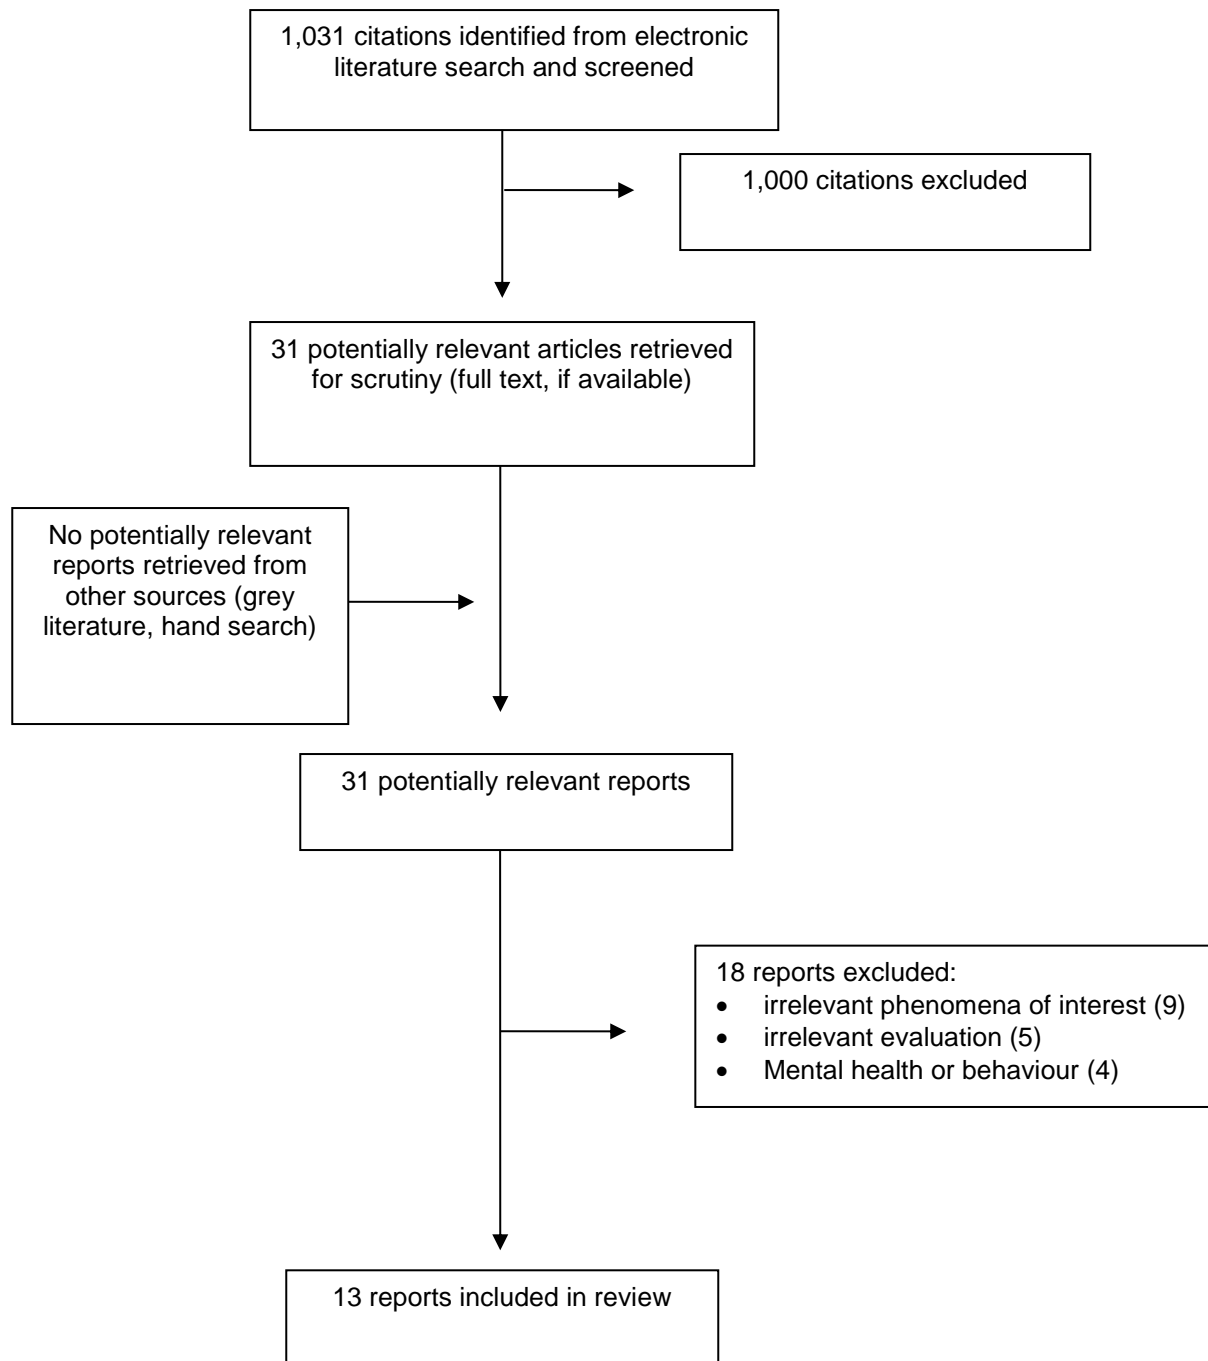 1,031 citations identified from electronic
literature search and screened
1,000 citations excluded
31 potentially relevant articles retrieved
for scrutiny (full text, if available)
No potentially relevant
reports retrieved from
other sources (grey
literature, hand search)
31 potentially relevant reports
18 reports excluded:
• irrelevant phenomena of interest (9)
• irrelevant evaluation (5)
• Mental health or behaviour (4)
13 reports included in review